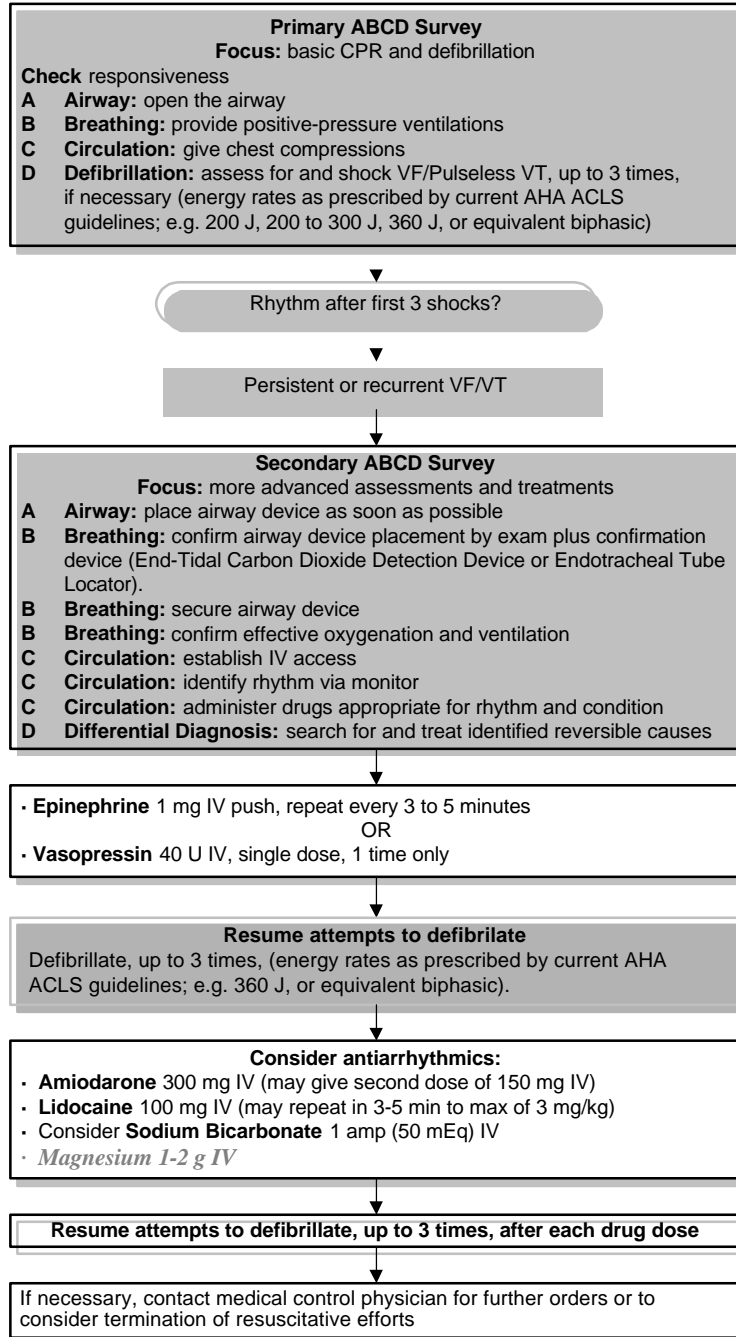 Primary ABCD Survey
Focus: basic CPR and defibrillation
Check responsiveness
A Airway: open the airway
B Breathing: provide positive-pressure ventilations
C Circulation: give chest compressions
D Defibrillation: assess for and shock VF/Pulseless VT, up to 3 times,
if necessary (energy rates as prescribed by current AHA ACLS
guidelines; e.g. 200 J, 200 to 300 J, 360 J, or equivalent biphasic)
Rhythm after first 3 shocks?
Persistent or recurrent VF/VT
Secondary ABCD Survey
Focus: more advanced assessments and treatments
A Airway: place airway device as soon as possible
B Breathing: confirm airway device placement by exam plus confirmation
device (End-Tidal Carbon Dioxide Detection Device or Endotracheal Tube
Locator).
B Breathing: secure airway device
B Breathing: confirm effective oxygenation and ventilation
C Circulation: establish IV access
C Circulation: identify rhythm via monitor
C Circulation: administer drugs appropriate for rhythm and condition
D Differential Diagnosis: search for and treat identified reversible causes
· Epinephrine 1 mg IV push, repeat every 3 to 5 minutes
OR
· Vasopressin 40 U IV, single dose, 1 time only
Resume attempts to defibrilate
Defibrillate, up to 3 times, (energy rates as prescribed by current AHA
ACLS guidelines; e.g. 360 J, or equivalent biphasic).
Consider antiarrhythmics:
· Amiodarone 300 mg IV (may give second dose of 150 mg IV)
· Lidocaine 100 mg IV (may repeat in 3-5 min to max of 3 mg/kg)
· Consider Sodium Bicarbonate 1 amp (50 mEq) IV
· Magnesium 1-2 g IV
Resume attempts to defibrillate, up to 3 times, after each drug dose
If necessary, contact medical control physician for further orders or to
consider termination of resuscitative efforts